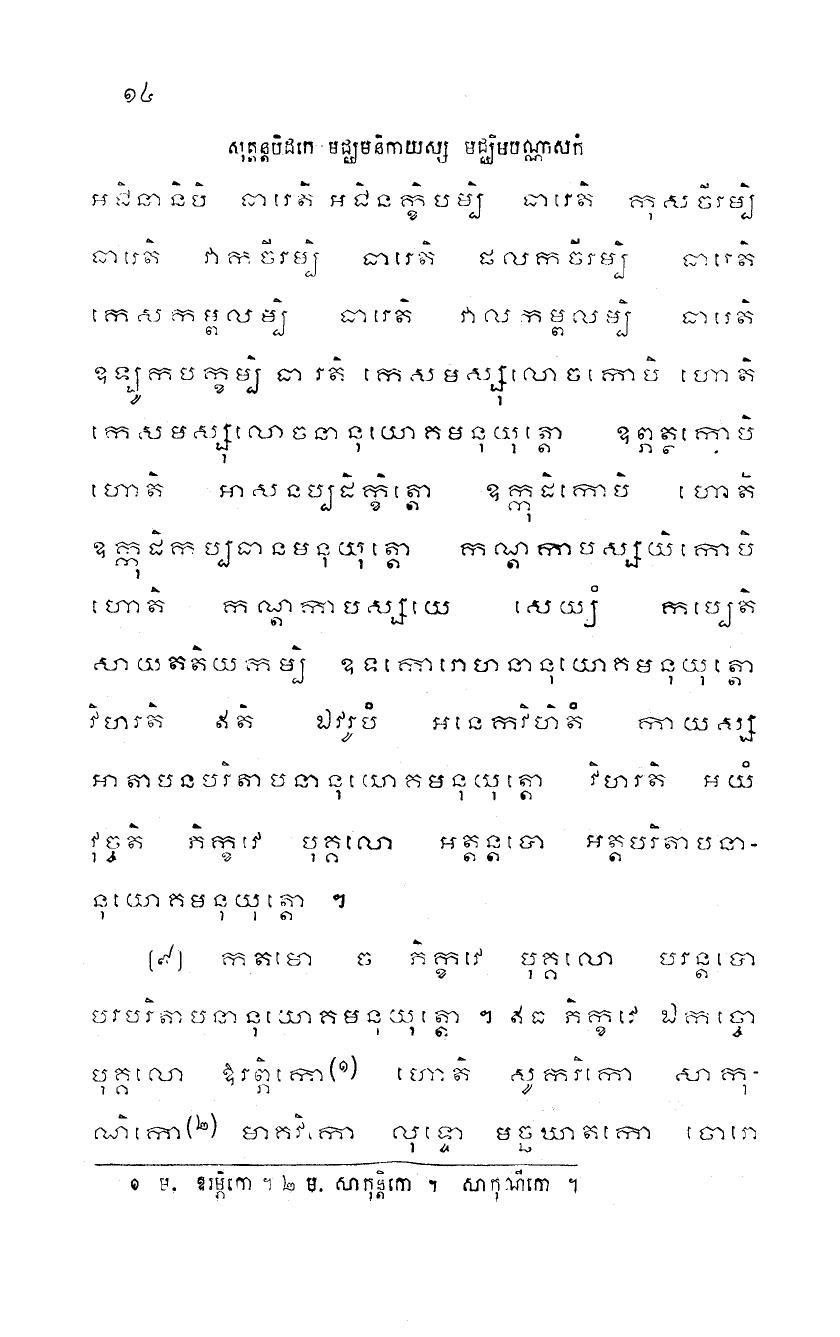 ១៤
សុត្តន្តបិដកេ មជ្ឈមនិកាយស្ស មជ្ឈិមបណ្ណាសកំ
អជិនានិបិ ធារេតិ អជិនក្ខិបម្បិ ធារេតិ កុសចីរម្បិ
ធារេតិ វាកចីរម្បិ ធារេតិ ផលកចីរម្បិ ធារេតិ
កេសកម្ពលម្បិ ធារេតិ វាលកម្ពលម្បិ ធារេតិ
ឧឡូកបក្ខម្បិ ធារតិ កេសមស្សុលោចកោបិ ហោតិ
កេសមស្សុលោចនានុយោគមនុយុត្តោ ឧព្ភត្ថកោបិ
ហោតិ អាសនប្បដិក្ខិត្តោ ឧក្កុដិកោបិ ហោតិ
ឧក្កុដិកប្បធានមនុយុត្តោ កណ្ដកាបស្សយិកោបិ
ហោតិ កណ្ដកាបស្សយេ សេយ្យំ កប្បេតិ
សាយតតិយកម្បិ ឧទកោរោហនានុយោគមនុយុត្តោ
វិហរតិ ឥតិ ឯវរូបំ អនេកវិហិតំ កាយស្ស
អាតាបនបរិតាបនានុយោគមនុយុត្តោ វិហរតិ អយំ
វុច្ចតិ ភិក្ខវេ បុគ្គលោ អត្តន្តបោ អត្តបរិតាបនា-
នុយោគមនុយុត្តោ ។
[៩] កតមោ ច ភិក្ខវេ បុគ្គលោ បរន្តបោ
បរបរិតាបនានុយោគមនុយុត្តោ ។ ឥធ ភិក្ខវេ ឯកច្ចោ
បុគ្គលោ ឱរព្ភិកោ(១) ហោតិ សូករិកោ សាកុ-
ណិកោ(២) មាគវិកោ លុទ្ទោ មច្ឆឃាតកោ ចោរោ
១ ម. ឧរម្ភិកោ ។ ២ ម. សាកុន្តិកោ ។ សាកុណីកោ ។